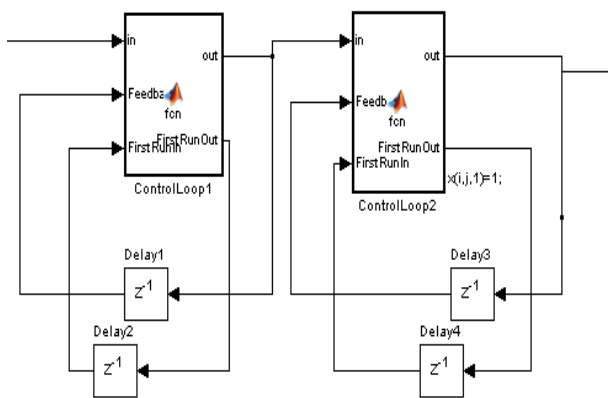 in
out
Feedba
fcn
FirstRunIn
FirstRunOut
ControlLoop1
in
out
Feedb
fcn
FirstRunOut
FirstRunIn
x(i,j,1)=1;
ControlLoop2
Delay1
z-1
Delay2
z-1
Delay3
z-1
Delay4
z-1